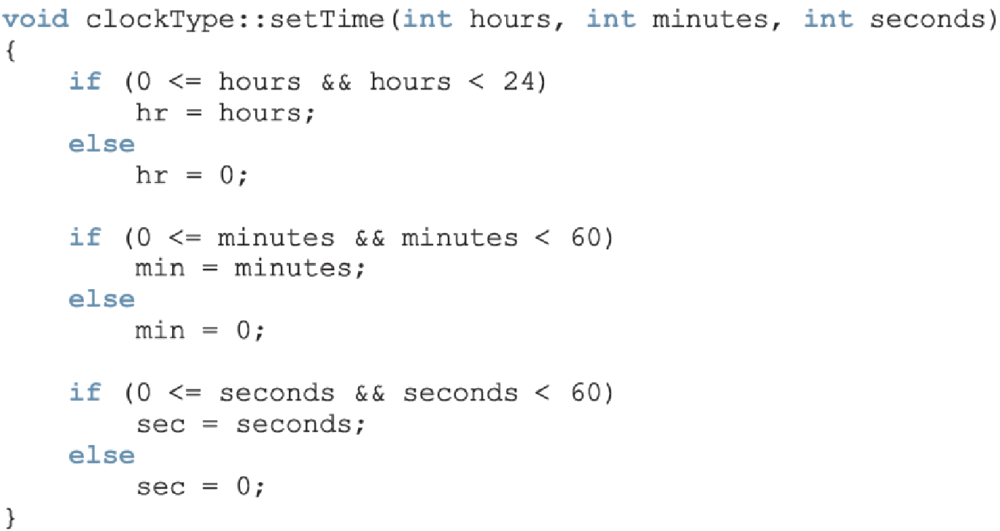 void clockType::setTime(int hours, int minutes, int seconds)
{
    if (0 <= hours && hours < 24)
        hr = hours;
    else
        hr = 0;

    if (0 <= minutes && minutes < 60)
        min = minutes;
    else
        min = 0;

    if (0 <= seconds && seconds < 60)
        sec = seconds;
    else
        sec = 0;
}